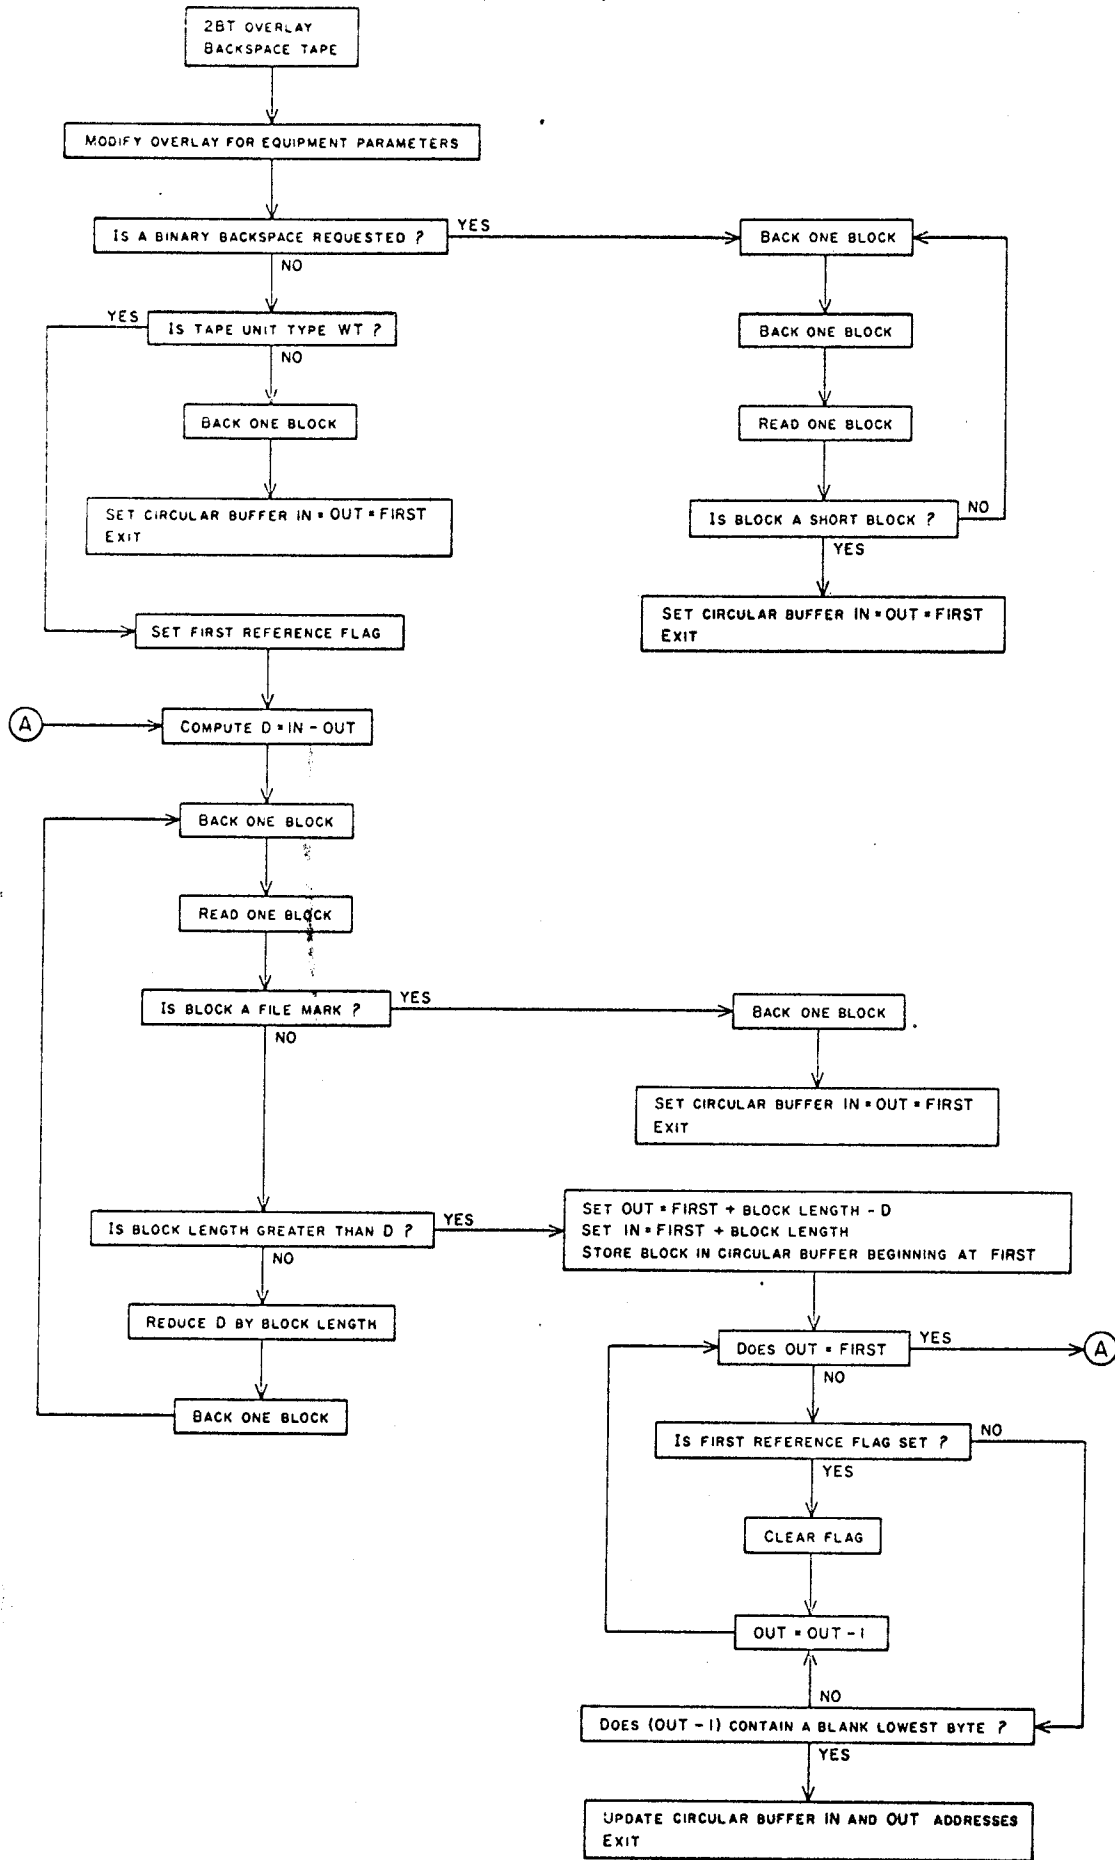 2BT OVERLAY
BACKSPACE TAPE
MODIFY OVERLAY FOR EQUIPMENT PARAMETERS
IS A BINARY BACKSPACE REQUESTED ?
YES
NO
BACK ONE BLOCK
YES
IS TAPE UNIT TYPE WT ?
NO
BACK ONE BLOCK
BACK ONE BLOCK
READ ONE BLOCK
SET CIRCULAR BUFFER IN = OUT = FIRST
EXIT
IS BLOCK A SHORT BLOCK ?
NO
YES
SET CIRCULAR BUFFER IN = OUT = FIRST
EXIT
SET FIRST REFERENCE FLAG
A
COMPUTE D = IN - OUT
BACK ONE BLOCK
READ ONE BLOCK
IS BLOCK A FILE MARK ?
YES
NO
BACK ONE BLOCK
SET CIRCULAR BUFFER IN = OUT = FIRST
EXIT
IS BLOCK LENGTH GREATER THAN D ?
YES
NO
SET OUT = FIRST + BLOCK LENGTH - D
SET IN = FIRST + BLOCK LENGTH
STORE BLOCK IN CIRCULAR BUFFER BEGINNING AT FIRST
REDUCE D BY BLOCK LENGTH
BACK ONE BLOCK
DOES OUT = FIRST
YES
A
NO
IS FIRST REFERENCE FLAG SET ?
NO
YES
CLEAR FLAG
OUT = OUT - 1
NO
DOES (OUT - 1) CONTAIN A BLANK LOWEST BYTE ?
YES
UPDATE CIRCULAR BUFFER IN AND OUT ADDRESSES
EXIT